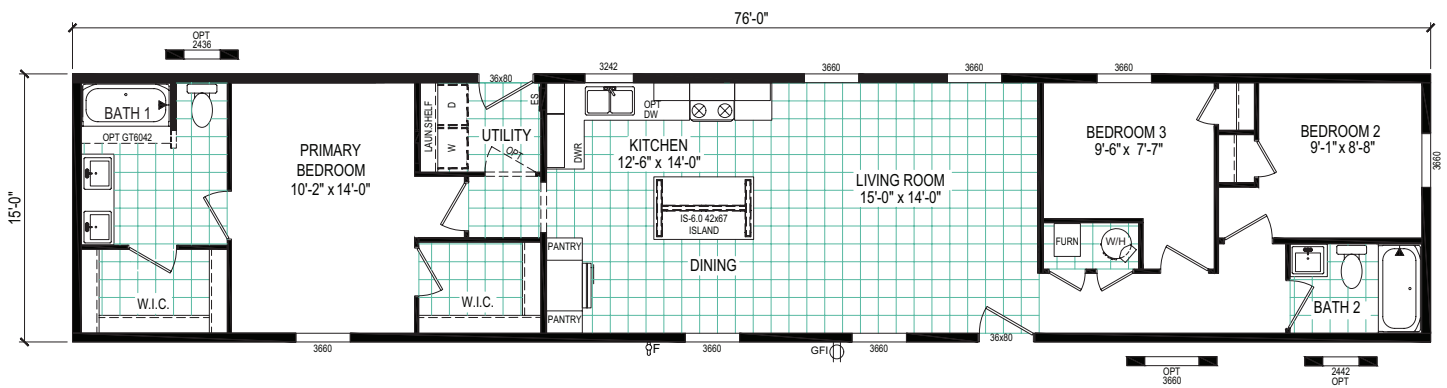 76'-0"
OPT
2436
15'-0"
36x80
3242
3660
3660
3660
BATH 1
OPT GT6042
PRIMARY
BEDROOM
10'-2" x 14'-0"
LAUN.SHELF
D
W
ES
UTILITY
OPT
DWR
OPT
DW
KITCHEN
12'-6" x 14'-0"
LIVING ROOM
15'-0" x 14'-0"
IS-6.0 42x67
ISLAND
DINING
BEDROOM 3
9'-6" x 7'-7"
BEDROOM 2
9'-1" x 8'-8"
3660
FURN
W/H
PANTRY
PANTRY
W.I.C.
W.I.C.
BATH 2
3660
F
3660
GFI
3660
36x80
OPT
3660
2442
OPT